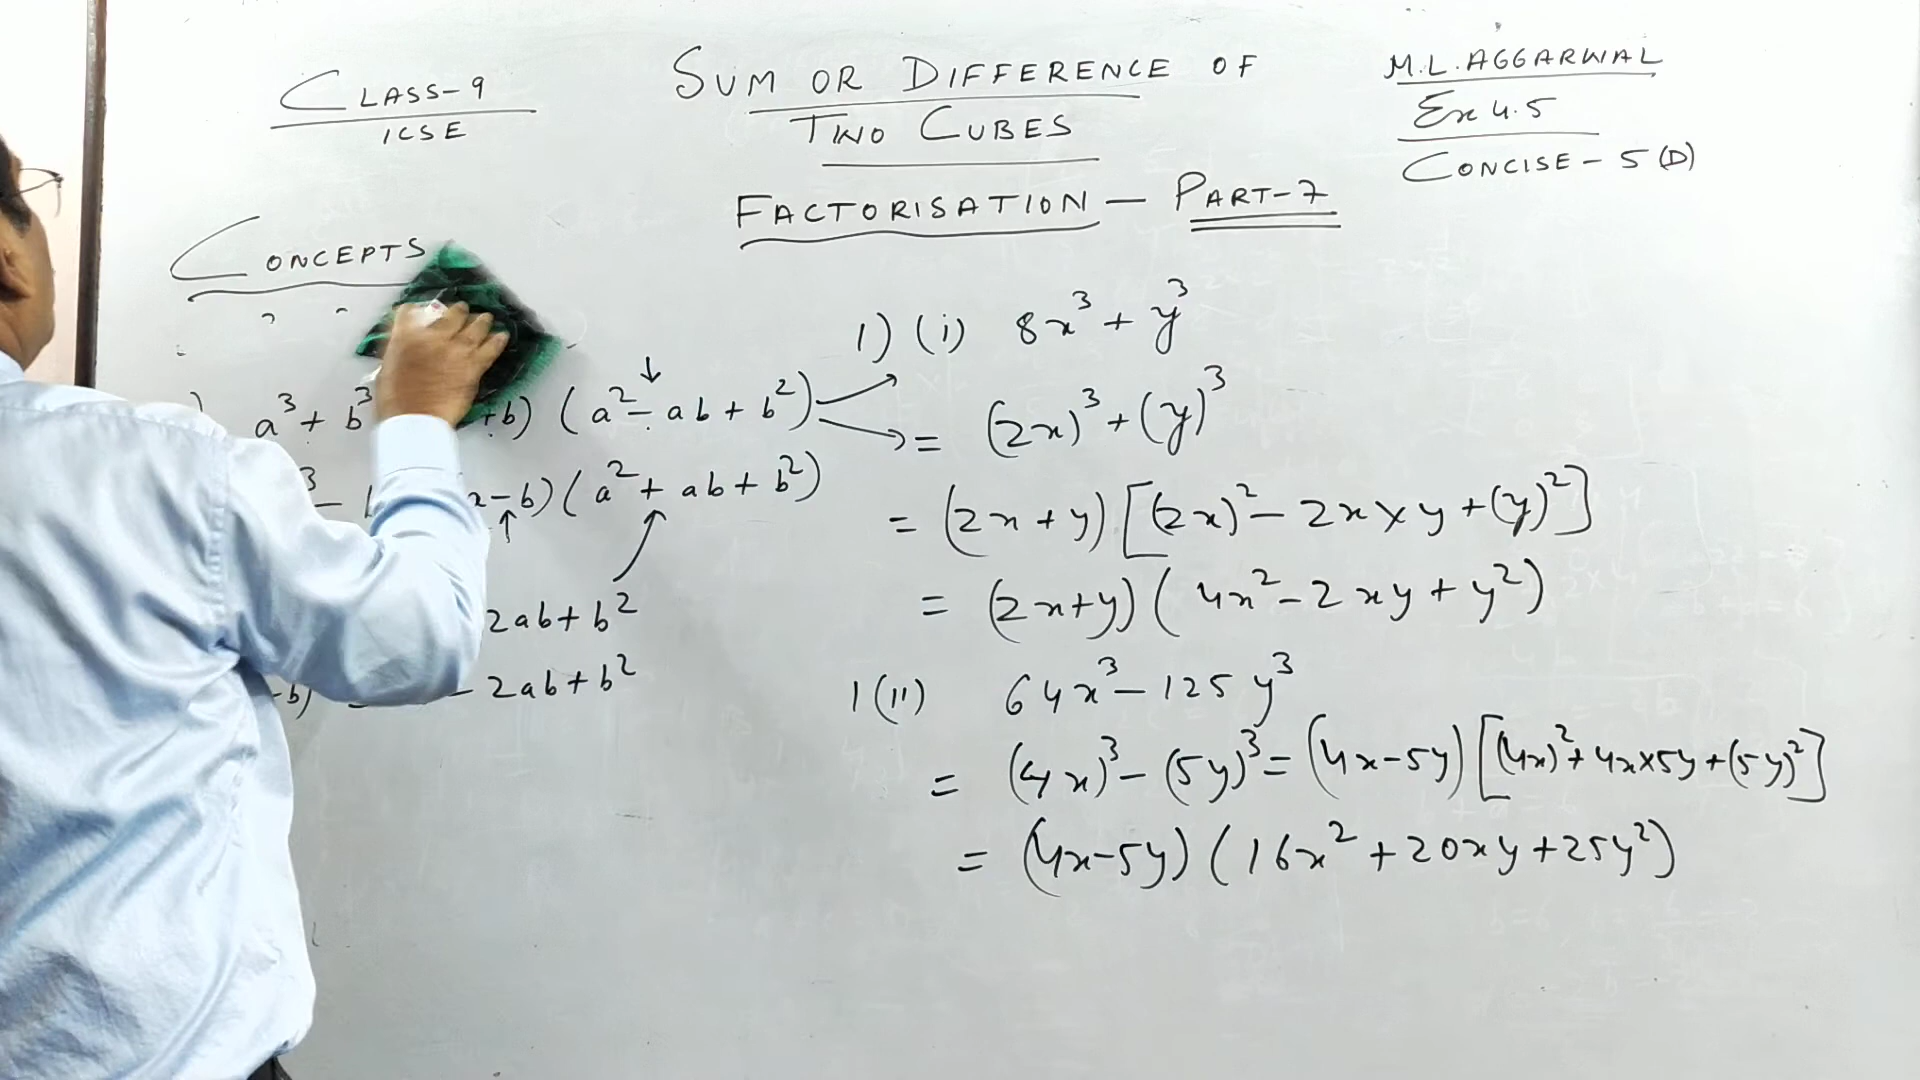 CLASS-9
ICSE
SUM OR DIFFERENCE OF
TWO CUBES
FACTORISATION — PART-7
M.L. AGGARWAL
Ex 4.5
CONCISE - 5(D)
CONCEPTS
a³ + b³ +b) (a² - ab + b²)
³ - -b) (a² + ab + b²)
2ab + b²
-b) - 2ab + b²
1) (i) 8x³ + y³
= (2x)³ + (y)³
= (2x + y) [(2x)² - 2x × y + (y)²]
= (2x+y) (4x² - 2xy + y²)
1(ii) 64x³ - 125y³
= (4x)³ - (5y)³ = (4x-5y) [(4x)² + 4x×5y + (5y)²]
= (4x-5y) (16x² + 20xy + 25y²)